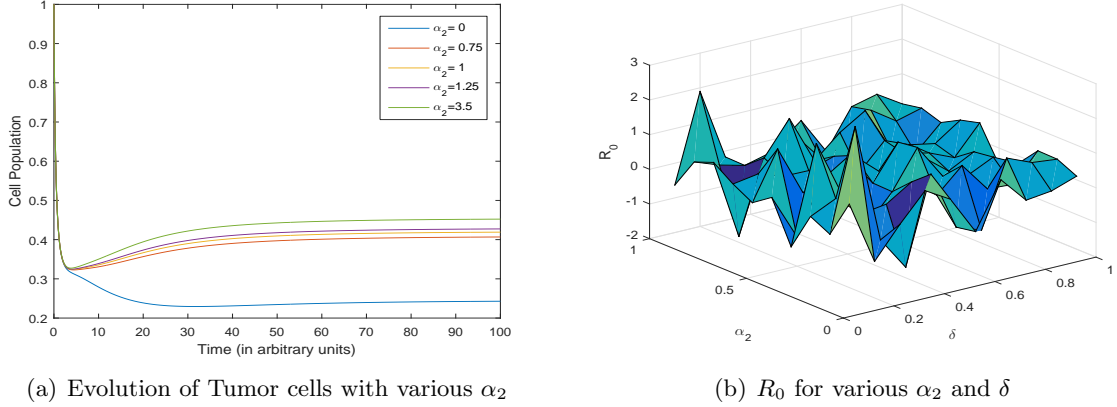 1
0.9
0.8
0.7
0.6
0.5
0.4
0.3
0.2
Cell Population
0 10 20 30 40 50 60 70 80 90 100
Time (in arbitrary units)
α₂= 0
α₂= 0.75
α₂= 1
α₂=1.25
α₂=3.5
(a) Evolution of Tumor cells with various α₂
3
2
1
0
-1
-2
R₀
1
0.5
0
α₂
0
0.2
0.4
0.6
0.8
1
δ
(b) R₀ for various α₂ and δ